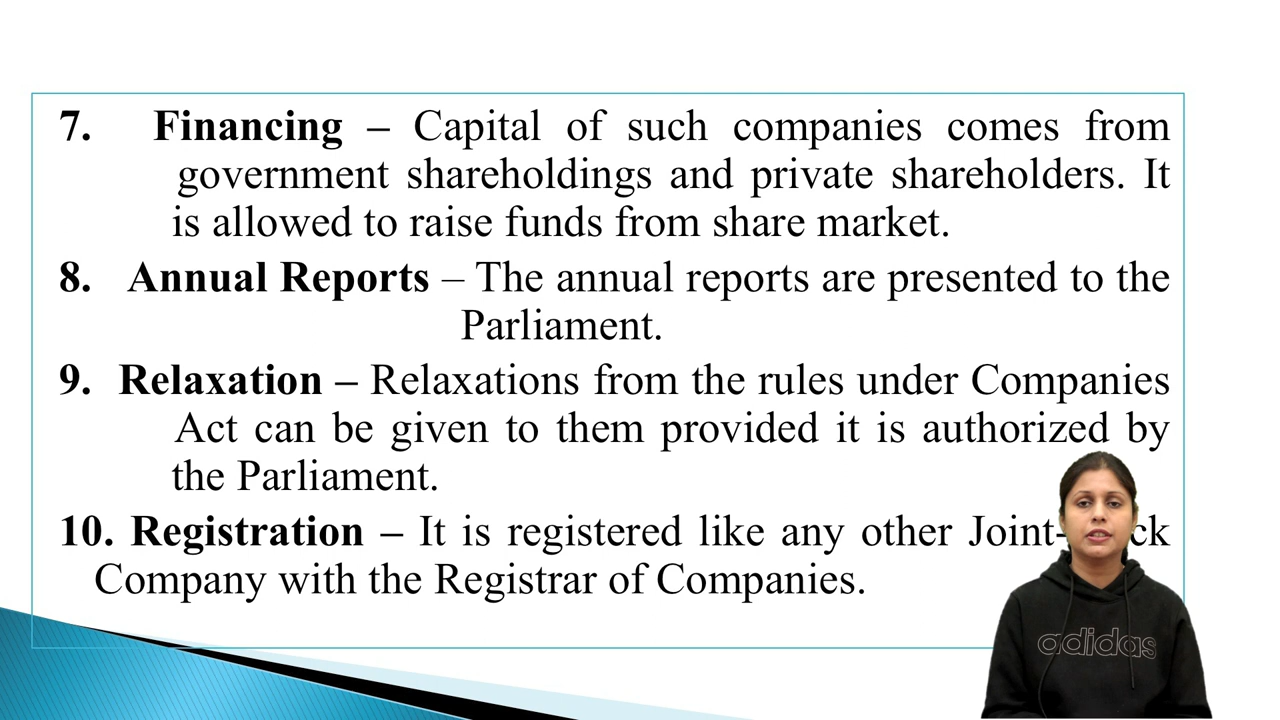 7. Financing – Capital of such companies comes from
government shareholdings and private shareholders. It
is allowed to raise funds from share market.
8. Annual Reports – The annual reports are presented to the
Parliament.
9. Relaxation – Relaxations from the rules under Companies
Act can be given to them provided it is authorized by
the Parliament.
10. Registration – It is registered like any other Joint-
Company with the Registrar of Companies.
adidas